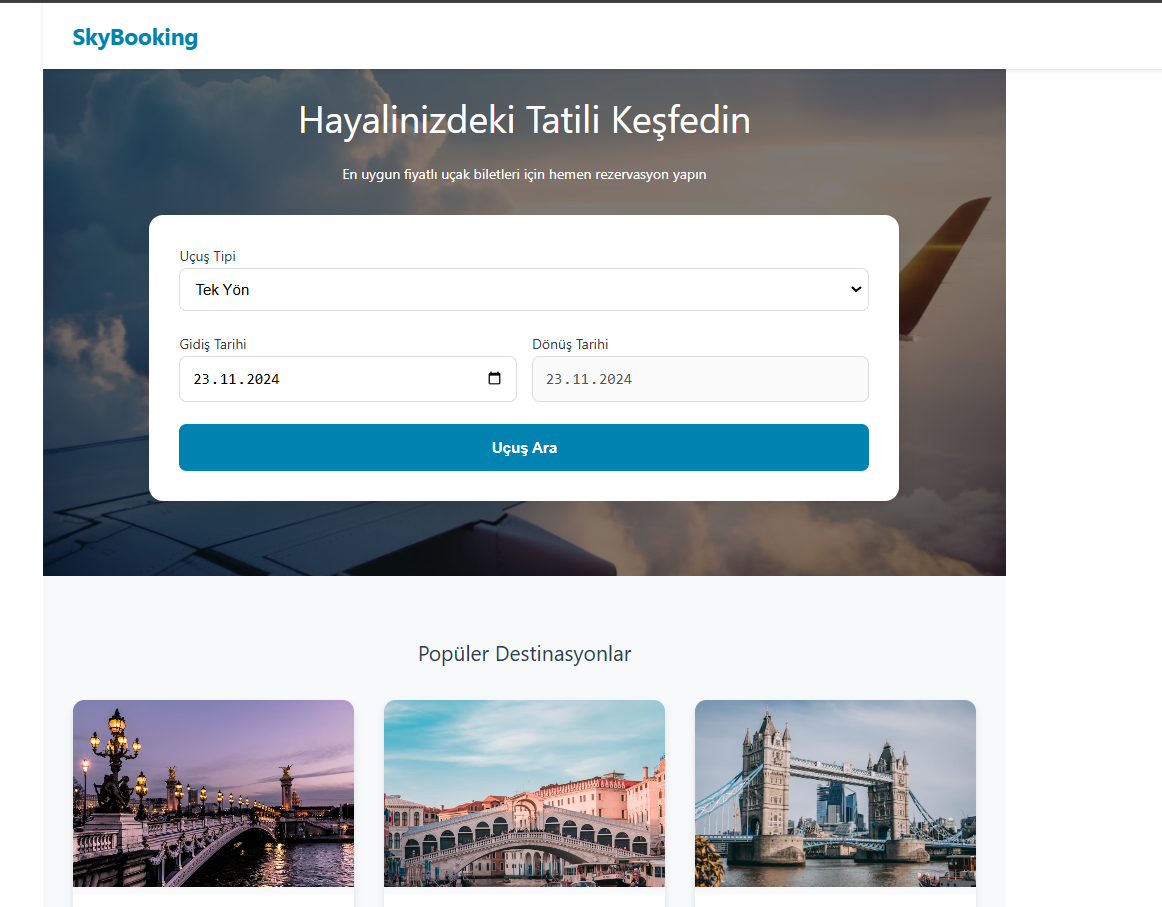 SkyBooking
Hayalinizdeki Tatili Keşfedin
En uygun fiyatlı uçak biletleri için hemen rezervasyon yapın
Uçuş Tipi
Tek Yön
Gidiş Tarihi
Dönüş Tarihi
23.11.2024
23.11.2024
Uçuş Ara
Popüler Destinasyonlar